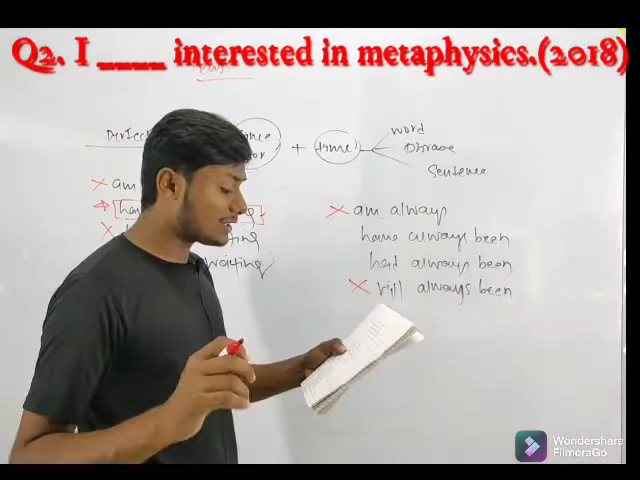 Q2. I ____ interested in metaphysics.(2018)
+ time
word
Phrase
Sentence
× am
× am always
have always been
had always been
waiting
× will always been
Wondershare
FilmoraGo